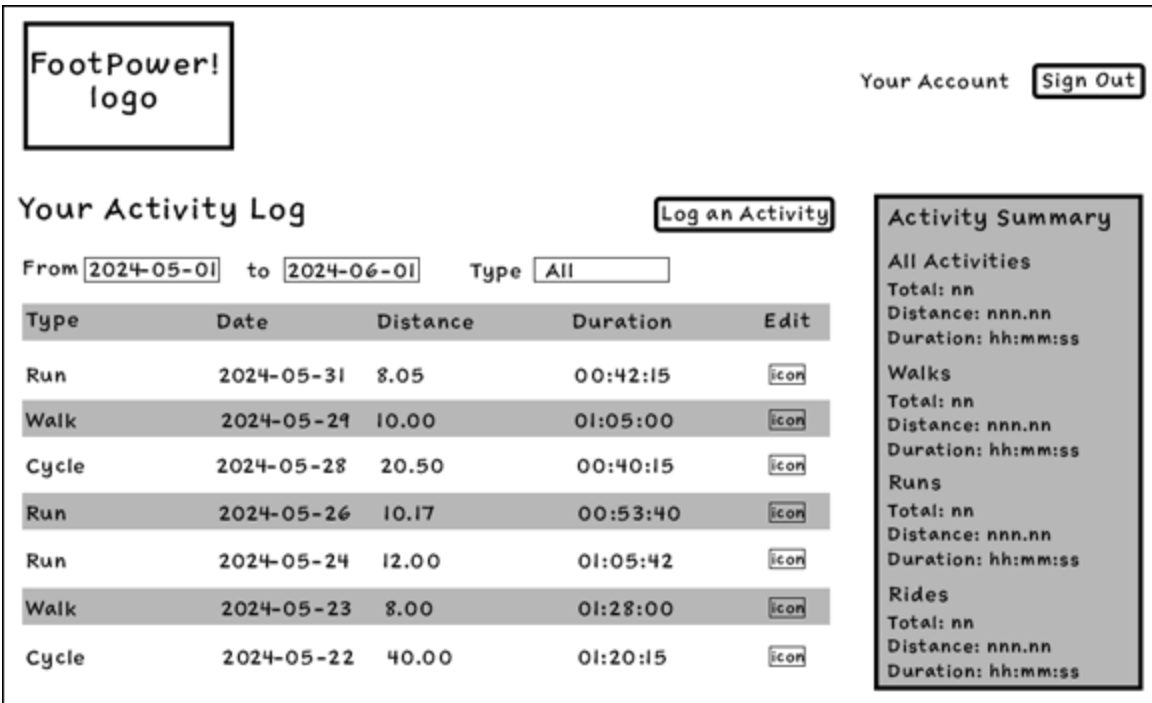 FootPower!
logo
Your Account Sign Out
Your Activity Log
Log an Activity
From 2024-05-01 to 2024-06-01 Type All
Type Date Distance Duration Edit
Run 2024-05-31 8.05 00:42:15 icon
Walk 2024-05-29 10.00 01:05:00 icon
Cycle 2024-05-28 20.50 00:40:15 icon
Run 2024-05-26 10.17 00:53:40 icon
Run 2024-05-24 12.00 01:05:42 icon
Walk 2024-05-23 8.00 01:28:00 icon
Cycle 2024-05-22 40.00 01:20:15 icon
Activity Summary
All Activities
Total: nn
Distance: nnn.nn
Duration: hh:mm:ss
Walks
Total: nn
Distance: nnn.nn
Duration: hh:mm:ss
Runs
Total: nn
Distance: nnn.nn
Duration: hh:mm:ss
Rides
Total: nn
Distance: nnn.nn
Duration: hh:mm:ss